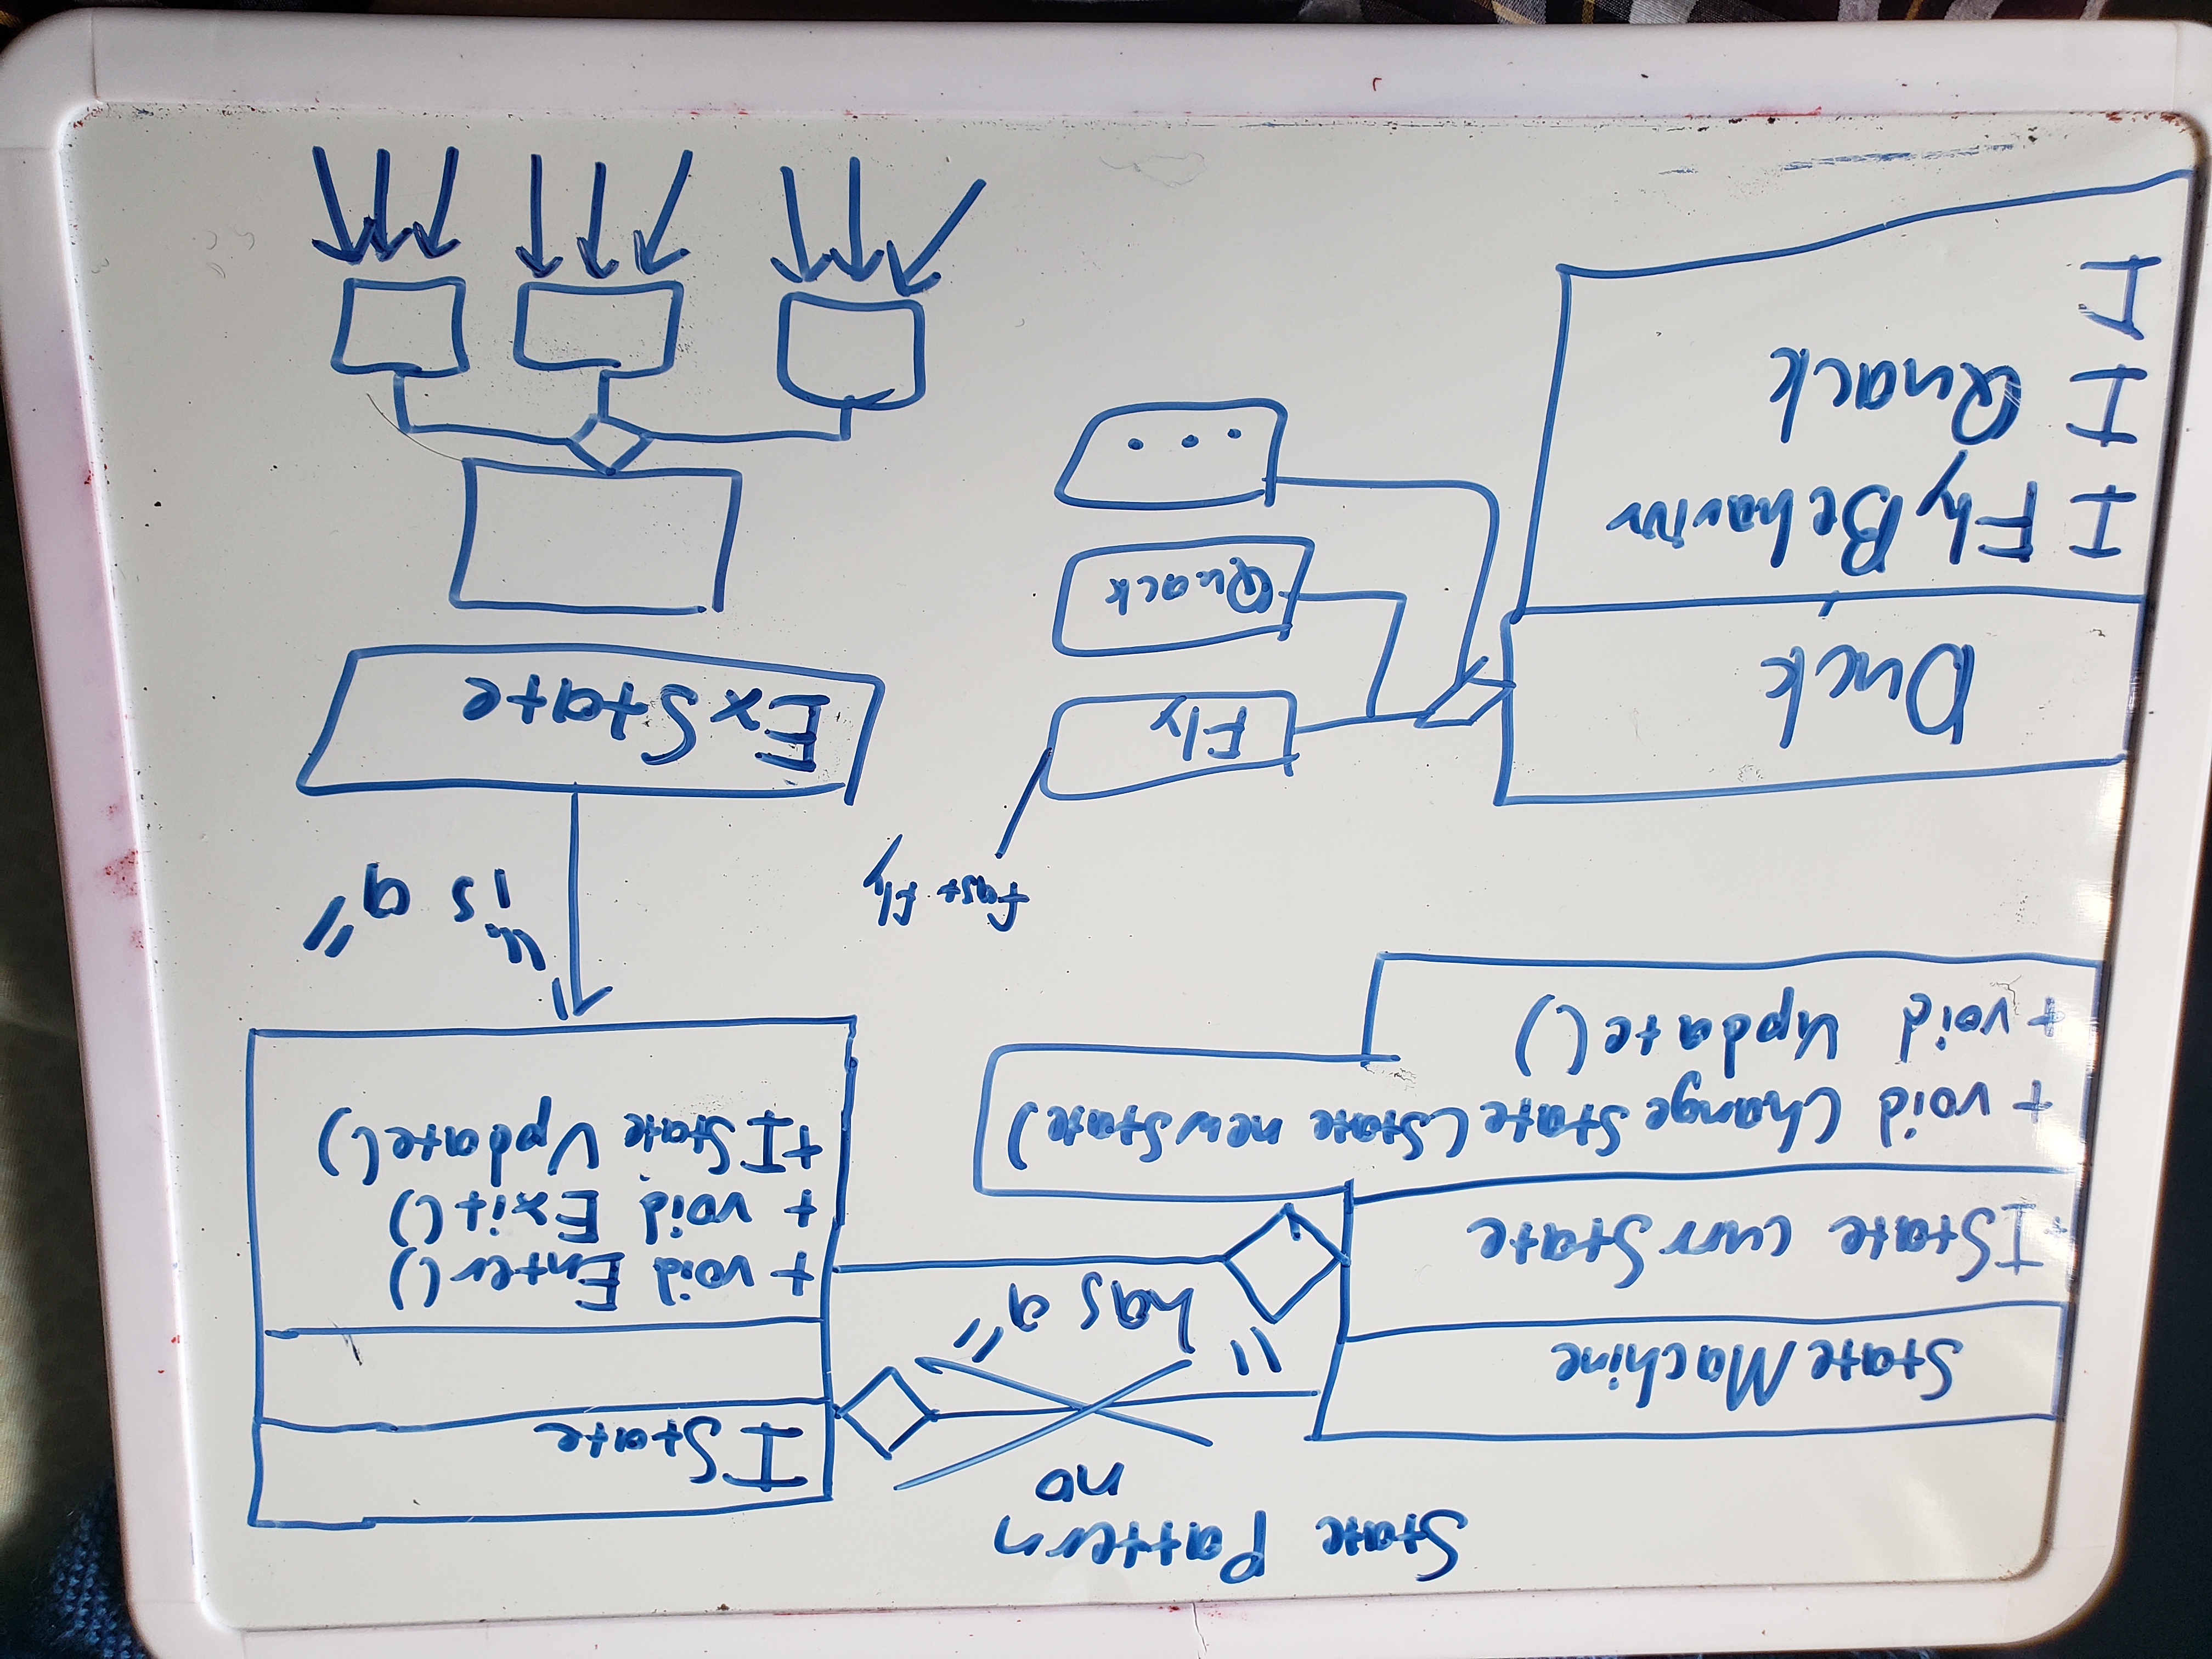 State Pattern
no
StateMachine
IState currState
+ void ChangeState(State newState)
+ void Update()
"has a"
IState
+ void Enter()
+ void Exit()
+IState Update()
"is a"
ExState
Duck
I FlyBehavior
I Quack
I
fast fly
Fly
Quack
...